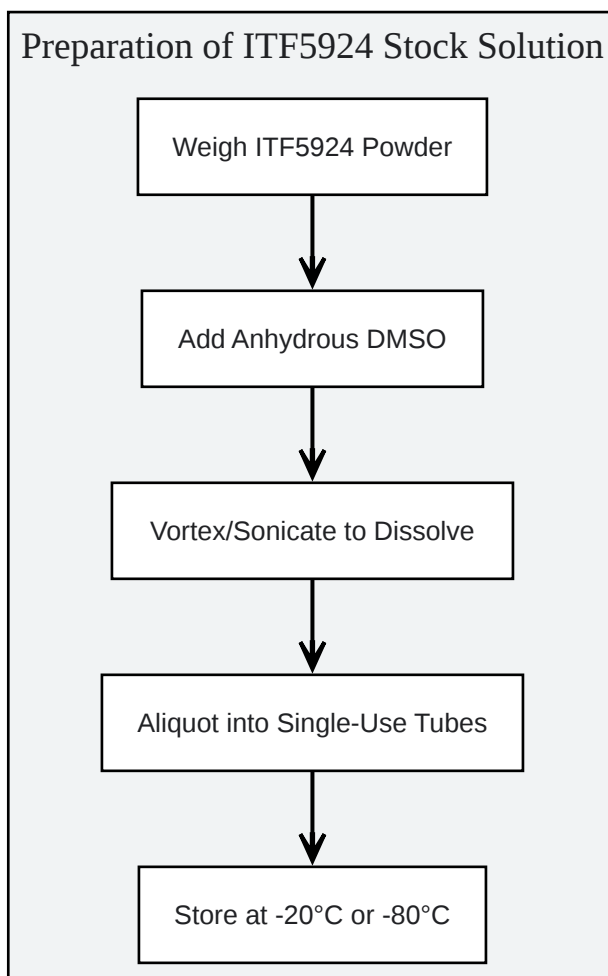 Preparation of ITF5924 Stock Solution
Weigh ITF5924 Powder
Add Anhydrous DMSO
Vortex/Sonicate to Dissolve
Aliquot into Single-Use Tubes
Store at -20°C or -80°C